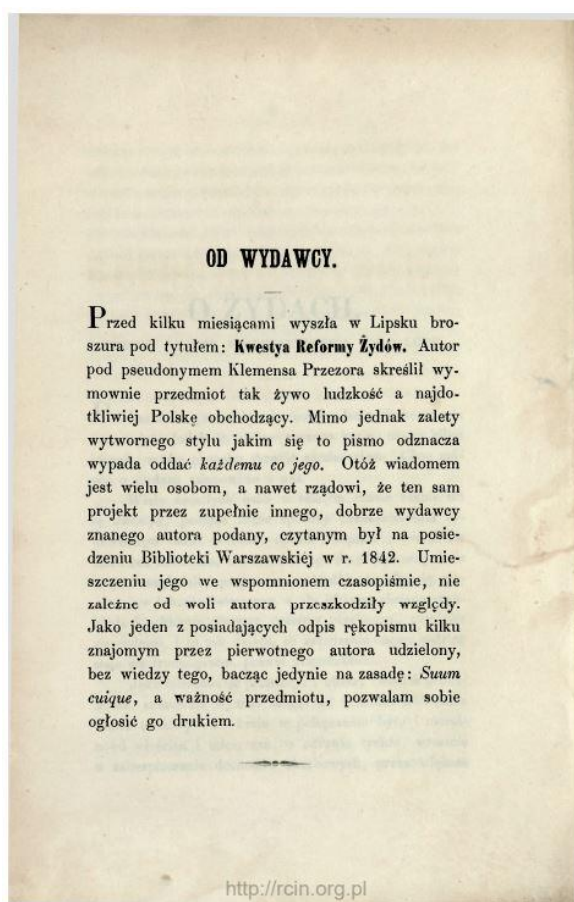 OD WYDAWCY.
Przed kilku miesiącami wyszła w Lipsku bro-
szura pod tytułem: Kwestya Reformy Żydów. Autor
pod pseudonymem Klemensa Przezora skreślił wy-
mownie przedmiot tak żywo ludzkość a najdo-
tkliwiej Polskę obchodzący. Mimo jednak zalety
wytwornego stylu jakim się to pismo odznacza
wypada oddać każdemu co jego. Otóż wiadomem
jest wielu osobom, a nawet rządowi, że ten sam
projekt przez zupełnie innego, dobrze wydawcy
znanego autora podany, czytanym był na posie-
dzeniu Biblioteki Warszawskiej w r. 1842. Umie-
szczeniu jego we wspomnionem czasopiśmie, nie
zależne od woli autora przeszkodziły względy.
Jako jeden z posiadających odpis rękopismu kilku
znajomym przez pierwotnego autora udzielony,
bez wiedzy tego, bacząc jedynie na zasadę: Suum
cuique, a ważność przedmiotu, pozwalam sobie
ogłosić go drukiem.
http://rcin.org.pl